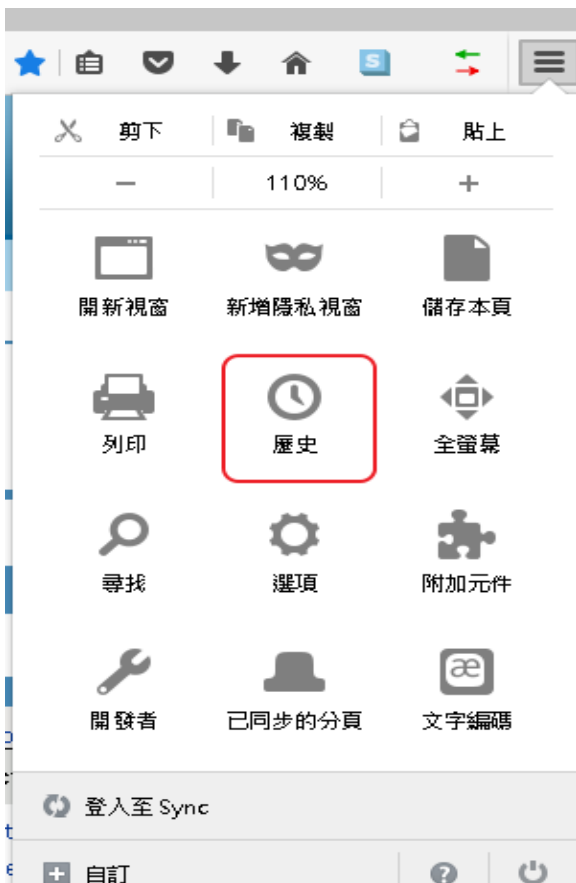 S
剪下 複製 貼上
− 110% +
開新視窗 新增隱私視窗 儲存本頁
列印 歷史 全螢幕
尋找 選項 附加元件
æ
開發者 已同步的分頁 文字編碼
登入至 Sync
自訂 ?